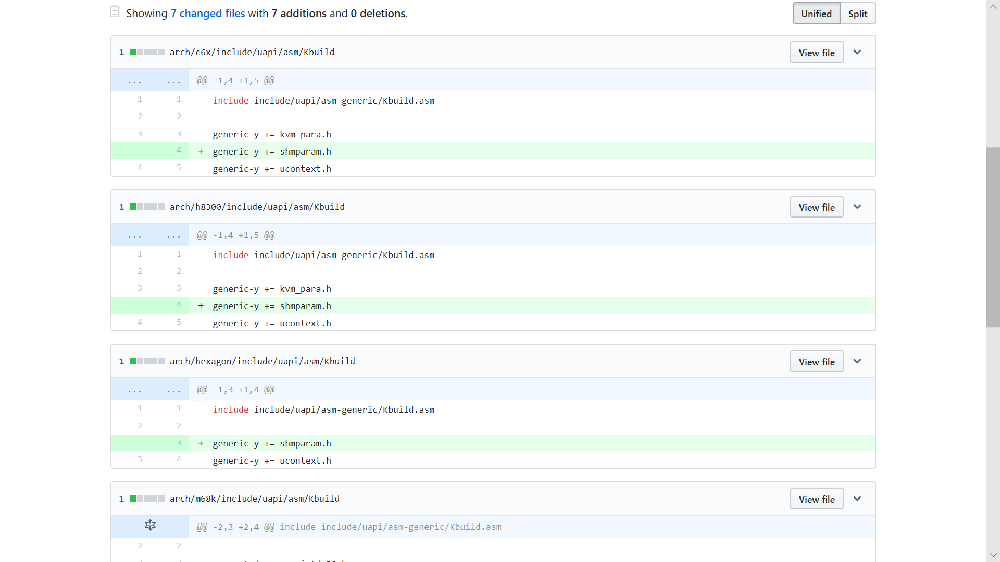 Showing 7 changed files with 7 additions and 0 deletions.
Unified Split
1 arch/c6x/include/uapi/asm/Kbuild View file
... ... @@ -1,4 +1,5 @@
1 1 include include/uapi/asm-generic/Kbuild.asm
2 2
3 3 generic-y += kvm_para.h
4 + generic-y += shmparam.h
4 5 generic-y += ucontext.h
1 arch/h8300/include/uapi/asm/Kbuild View file
... ... @@ -1,4 +1,5 @@
1 1 include include/uapi/asm-generic/Kbuild.asm
2 2
3 3 generic-y += kvm_para.h
4 + generic-y += shmparam.h
4 5 generic-y += ucontext.h
1 arch/hexagon/include/uapi/asm/Kbuild View file
... ... @@ -1,3 +1,4 @@
1 1 include include/uapi/asm-generic/Kbuild.asm
2 2
3 + generic-y += shmparam.h
3 4 generic-y += ucontext.h
1 arch/m68k/include/uapi/asm/Kbuild View file
@@ -2,3 +2,4 @@ include include/uapi/asm-generic/Kbuild.asm
2 2